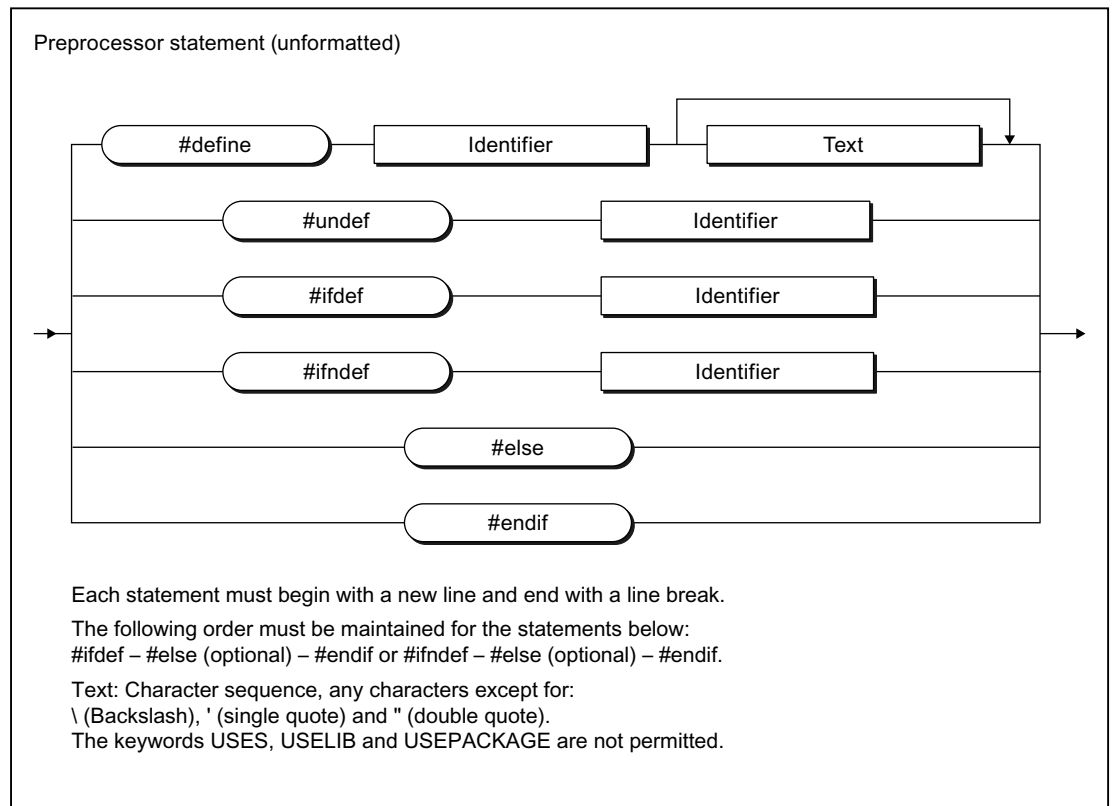 Preprocessor statement (unformatted)
#define Identifier Text
#undef Identifier
#ifdef Identifier
#ifndef Identifier
#else
#endif
Each statement must begin with a new line and end with a line break.
The following order must be maintained for the statements below:
#ifdef – #else (optional) – #endif or #ifndef – #else (optional) – #endif.
Text: Character sequence, any characters except for:
\ (Backslash), ' (single quote) and " (double quote).
The keywords USES, USELIB and USEPACKAGE are not permitted.